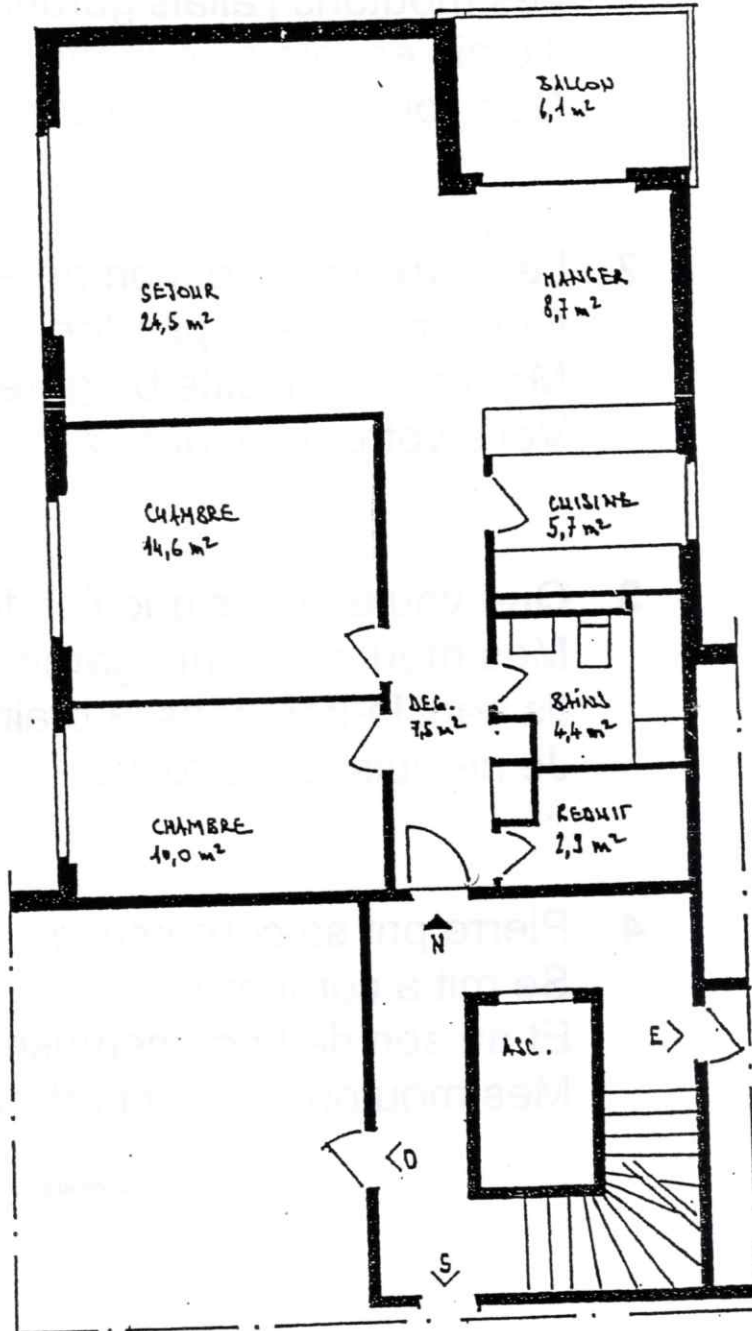 BALCON
6,1 m²
SEJOUR
24,5 m²
MANGER
8,7 m²
CHAMBRE
14,6 m²
CUISINE
5,7 m²
DEG.
7,5 m²
BAINS
4,4 m²
CHAMBRE
10,0 m²
REDUIT
2,9 m²
N
ASC.
E
O
S